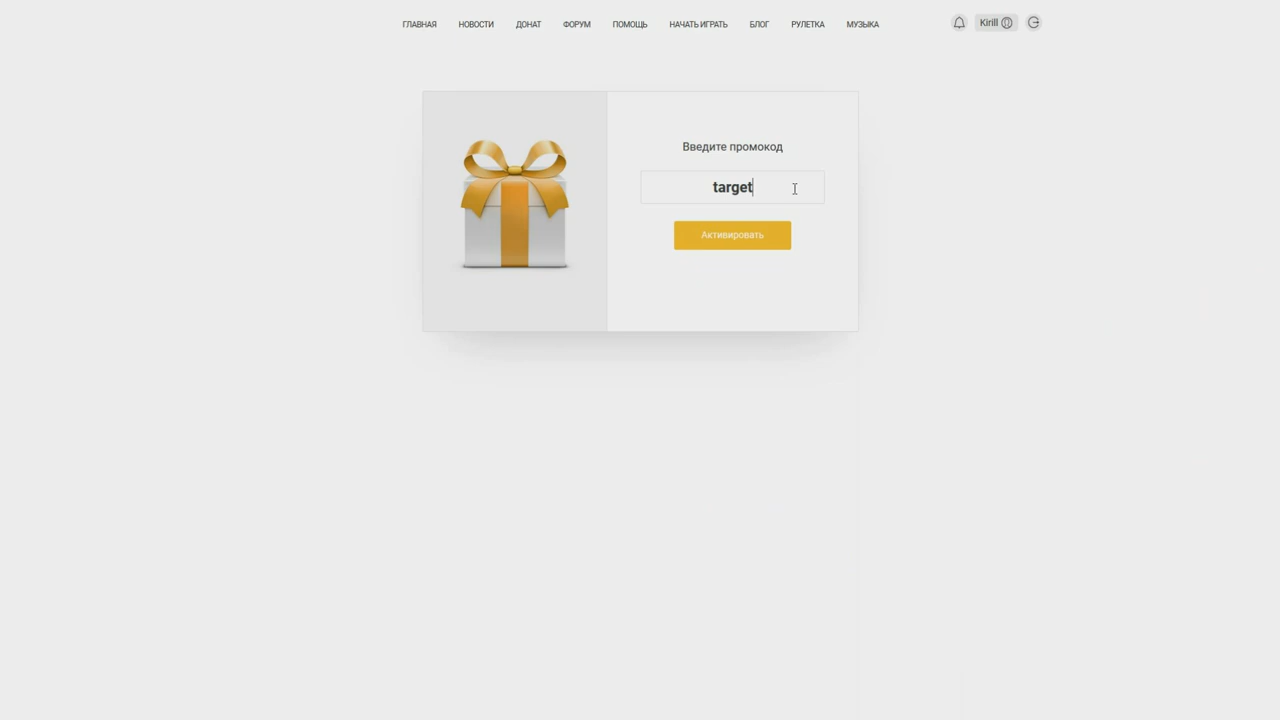 ГЛАВНАЯ НОВОСТИ ДОНАТ ФОРУМ ПОМОЩЬ НАЧАТЬ ИГРАТЬ БЛОГ РУЛЕТКА МУЗЫКА Kirill
Введите промокод
target
Активировать